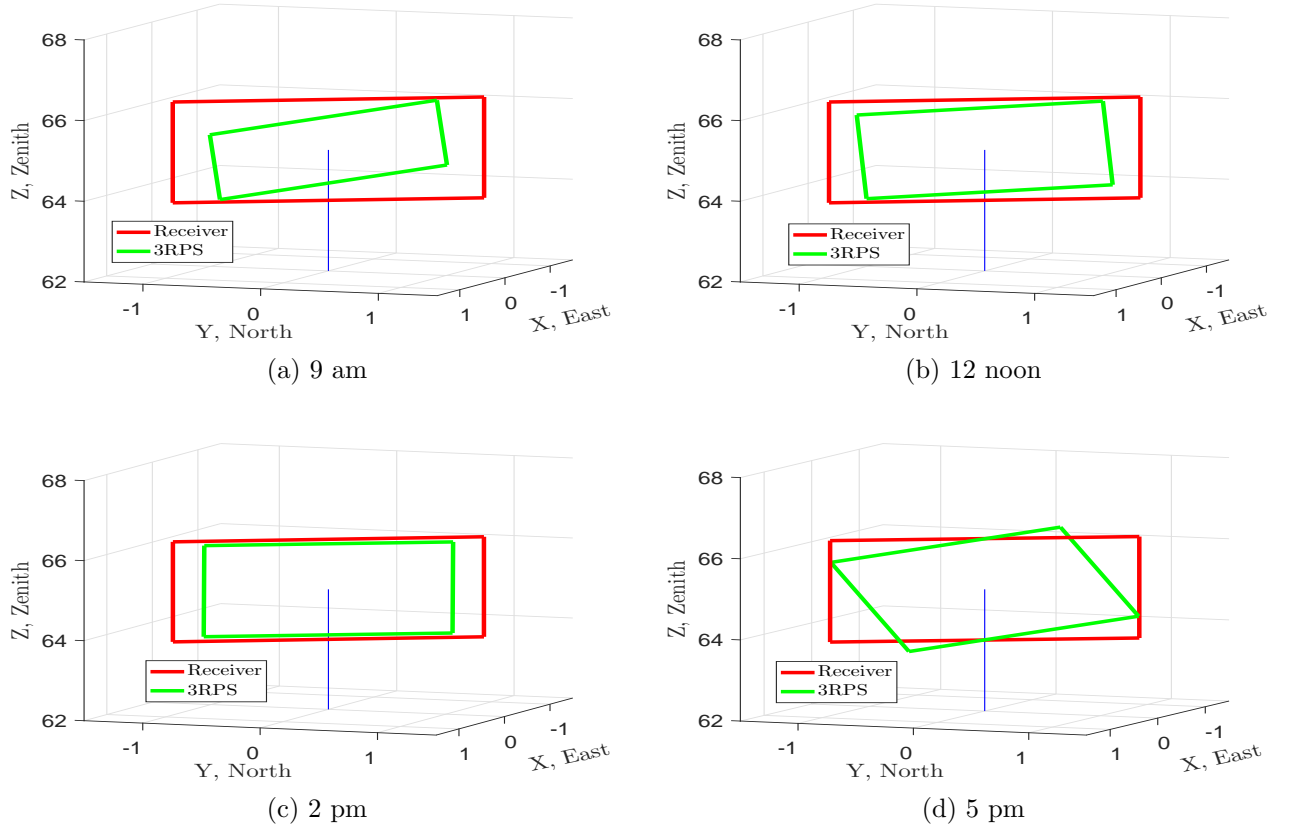 68
66
64
62
Z, Zenith
Receiver
3RPS
-1
0
1
Y, North
1
0
-1
X, East
(a) 9 am
68
66
64
62
Z, Zenith
Receiver
3RPS
-1
0
1
Y, North
1
0
-1
X, East
(b) 12 noon
68
66
64
62
Z, Zenith
Receiver
3RPS
-1
0
1
Y, North
1
0
-1
X, East
(c) 2 pm
68
66
64
62
Z, Zenith
Receiver
3RPS
-1
0
1
Y, North
1
0
-1
X, East
(d) 5 pm